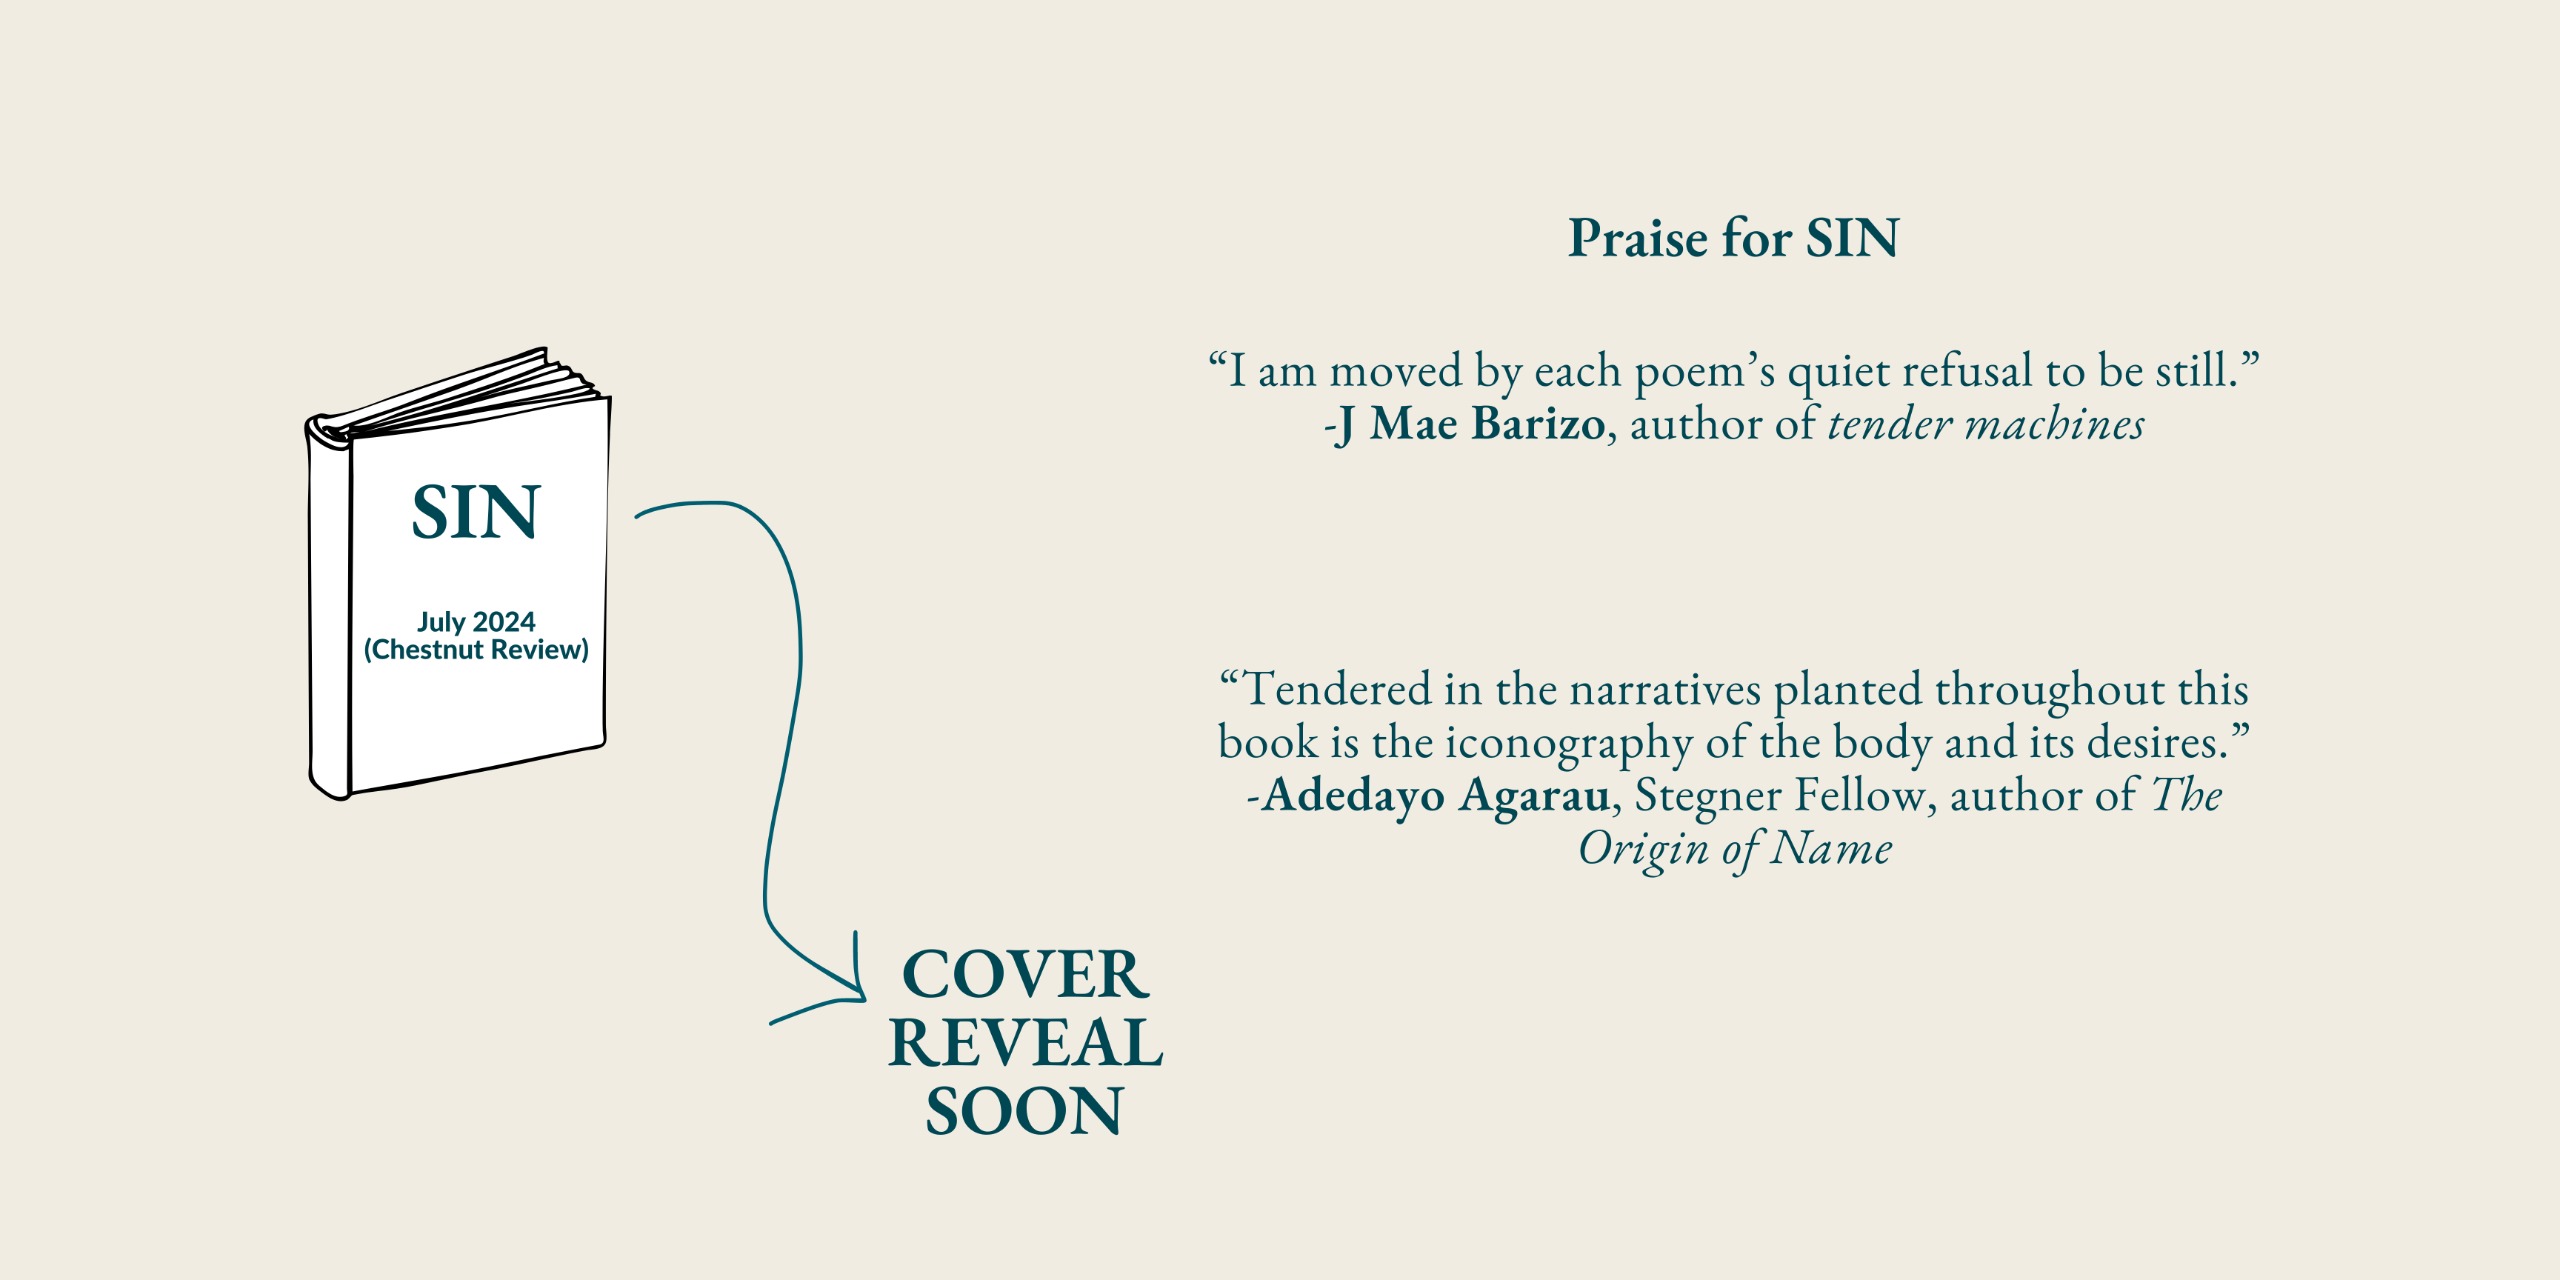 SIN
July 2024
(Chestnut Review)
COVER
REVEAL
SOON
Praise for SIN
“I am moved by each poem’s quiet refusal to be still.”
-J Mae Barizo, author of tender machines
“Tendered in the narratives planted throughout this
book is the iconography of the body and its desires.”
-Adedayo Agarau, Stegner Fellow, author of The
Origin of Name